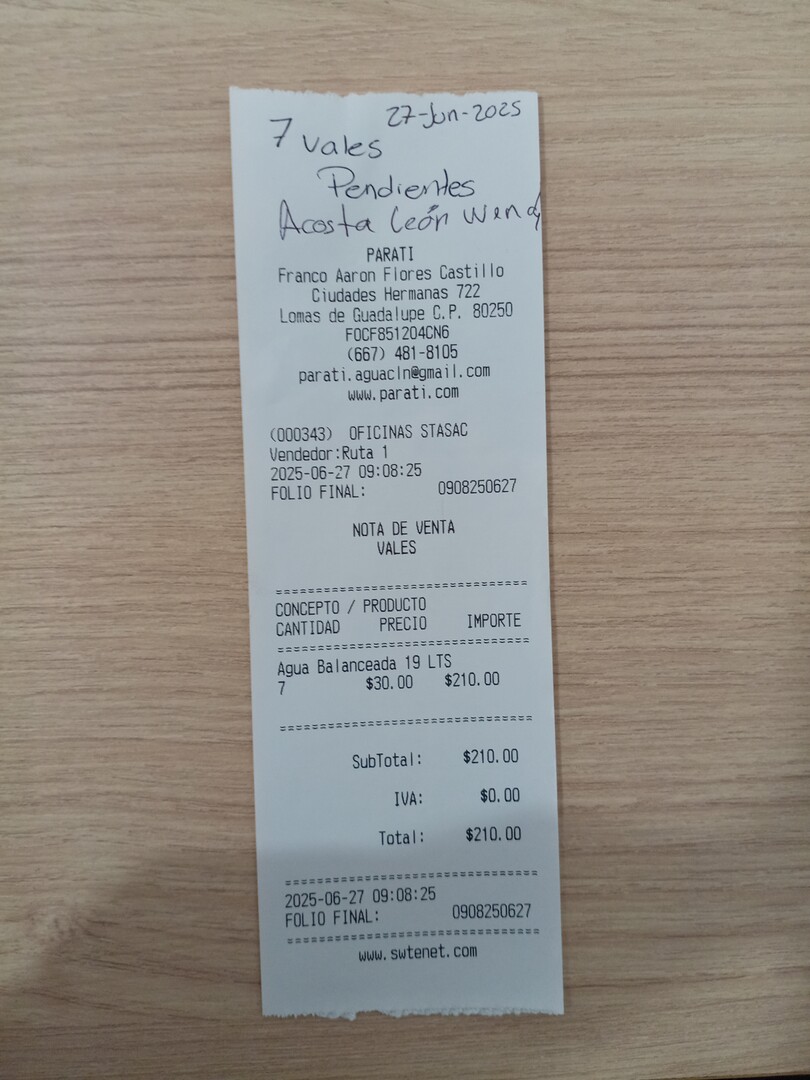 27-Jun-2025
7 Vales
Pendientes
Acosta León Wendy
PARATI
Franco Aaron Flores Castillo
Ciudades Hermanas 722
Lomas de Guadalupe C.P. 80250
FOCF851204CN6
(667) 481-8105
parati.aguacln@gmail.com
www.parati.com
(000343) OFICINAS STASAC
Vendedor:Ruta 1
2025-06-27 09:08:25
FOLIO FINAL: 0908250627
NOTA DE VENTA
VALES
================================
CONCEPTO / PRODUCTO
CANTIDAD PRECIO IMPORTE
================================
Agua Balanceada 19 LTS
7 $30.00 $210.00
================================
SubTotal: $210.00
IVA: $0.00
Total: $210.00
================================
2025-06-27 09:08:25
FOLIO FINAL: 0908250627
================================
www.swtenet.com